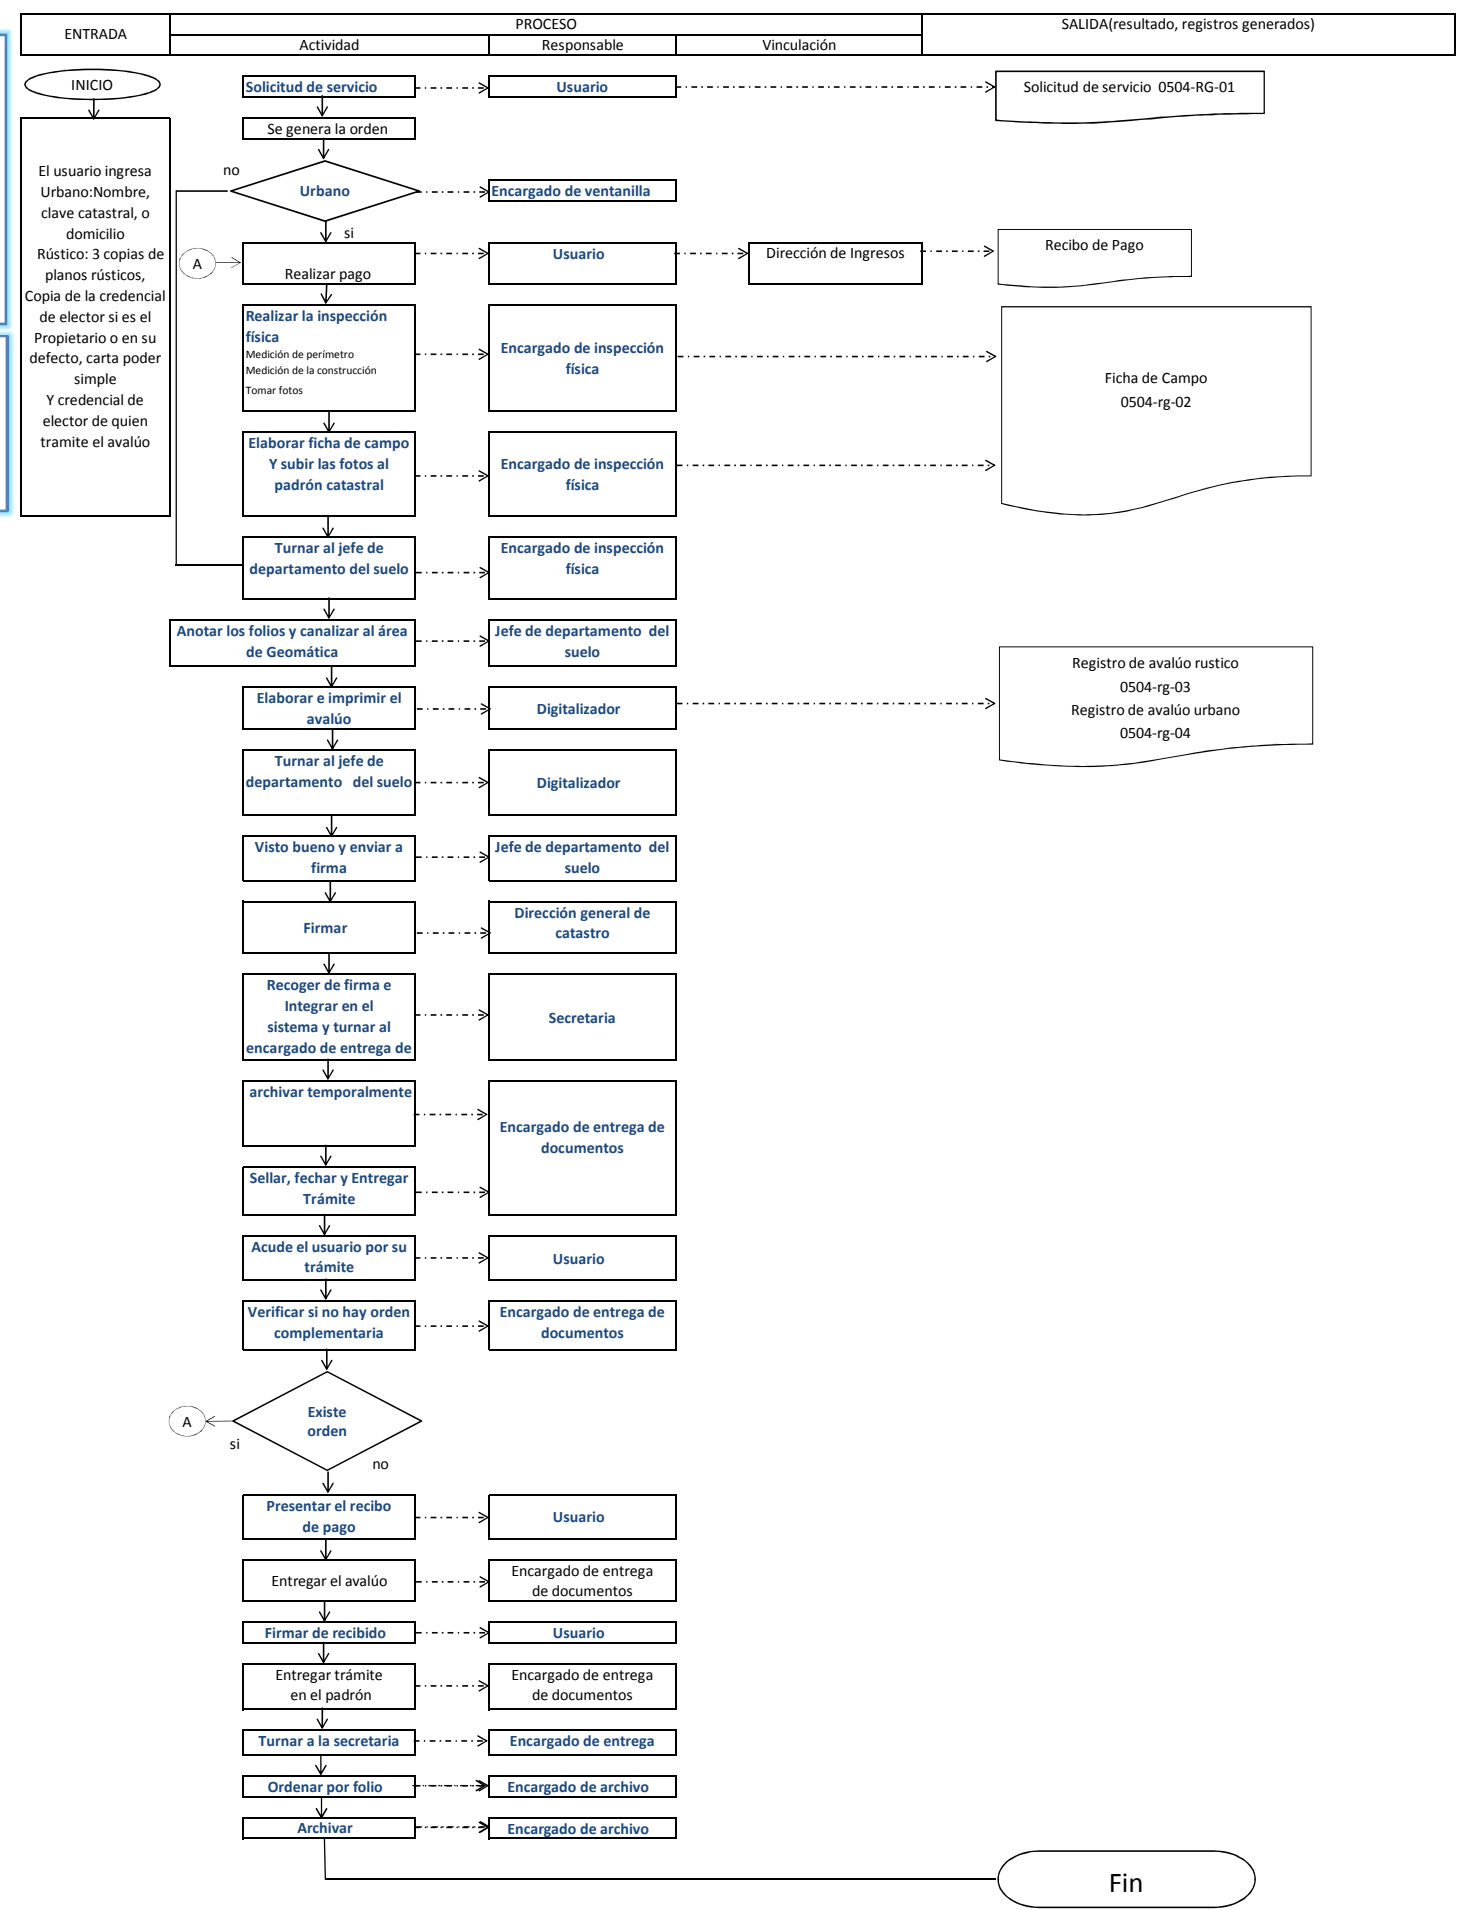 ENTRADA
PROCESO
SALIDA(resultado, registros generados)
Actividad
Responsable
Vinculación
INICIO
El usuario ingresa
Urbano:Nombre,
clave catastral, o
domicilio
Rústico: 3 copias de
planos rústicos,
Copia de la credencial
de elector si es el
Propietario o en su
defecto, carta poder
simple
Y credencial de
elector de quien
tramite el avalúo
Solicitud de servicio
Usuario
Solicitud de servicio 0504-RG-01
Se genera la orden
no
Urbano
Encargado de ventanilla
si
A
Realizar pago
Usuario
Dirección de Ingresos
Recibo de Pago
Realizar la inspección
física
Medición de perímetro
Medición de la construcción
Tomar fotos
Encargado de inspección
física
Ficha de Campo
0504-rg-02
Elaborar ficha de campo
Y subir las fotos al
padrón catastral
Encargado de inspección
física
Turnar al jefe de
departamento del suelo
Encargado de inspección
física
Anotar los folios y canalizar al área
de Geomática
Jefe de departamento del
suelo
Elaborar e imprimir el
avalúo
Digitalizador
Registro de avalúo rustico
0504-rg-03
Registro de avalúo urbano
0504-rg-04
Turnar al jefe de
departamento del suelo
Digitalizador
Visto bueno y enviar a
firma
Jefe de departamento del
suelo
Firmar
Dirección general de
catastro
Recoger de firma e
Integrar en el
sistema y turnar al
encargado de entrega de
Secretaria
archivar temporalmente
Encargado de entrega de
documentos
Sellar, fechar y Entregar
Trámite
Acude el usuario por su
trámite
Usuario
Verificar si no hay orden
complementaria
Encargado de entrega de
documentos
Existe
orden
A
si
no
Presentar el recibo
de pago
Usuario
Entregar el avalúo
Encargado de entrega
de documentos
Firmar de recibido
Usuario
Entregar trámite
en el padrón
Encargado de entrega
de documentos
Turnar a la secretaria
Encargado de entrega
Ordenar por folio
Encargado de archivo
Archivar
Encargado de archivo
Fin